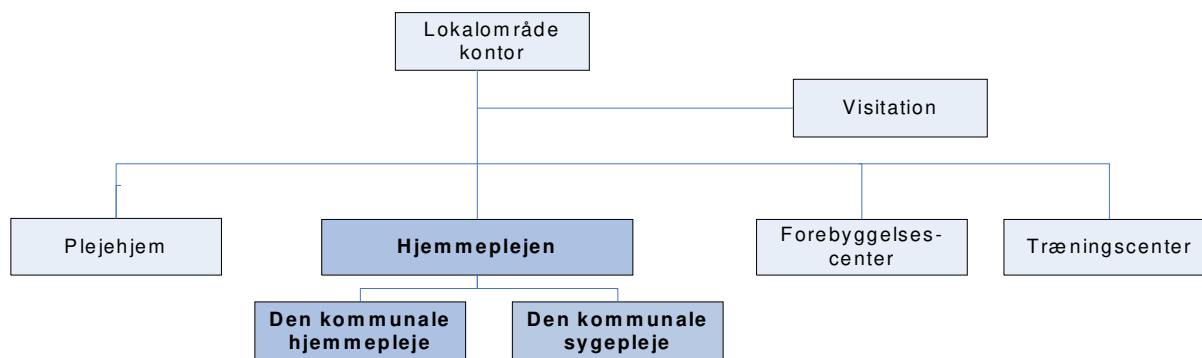 Lokalområde
kontor
Visitation
Plejehjem
Hjemmeplejen
Forebyggelses-
center
Træningscenter
Den kommunale
hjemmepleje
Den kommunale
sygepleje